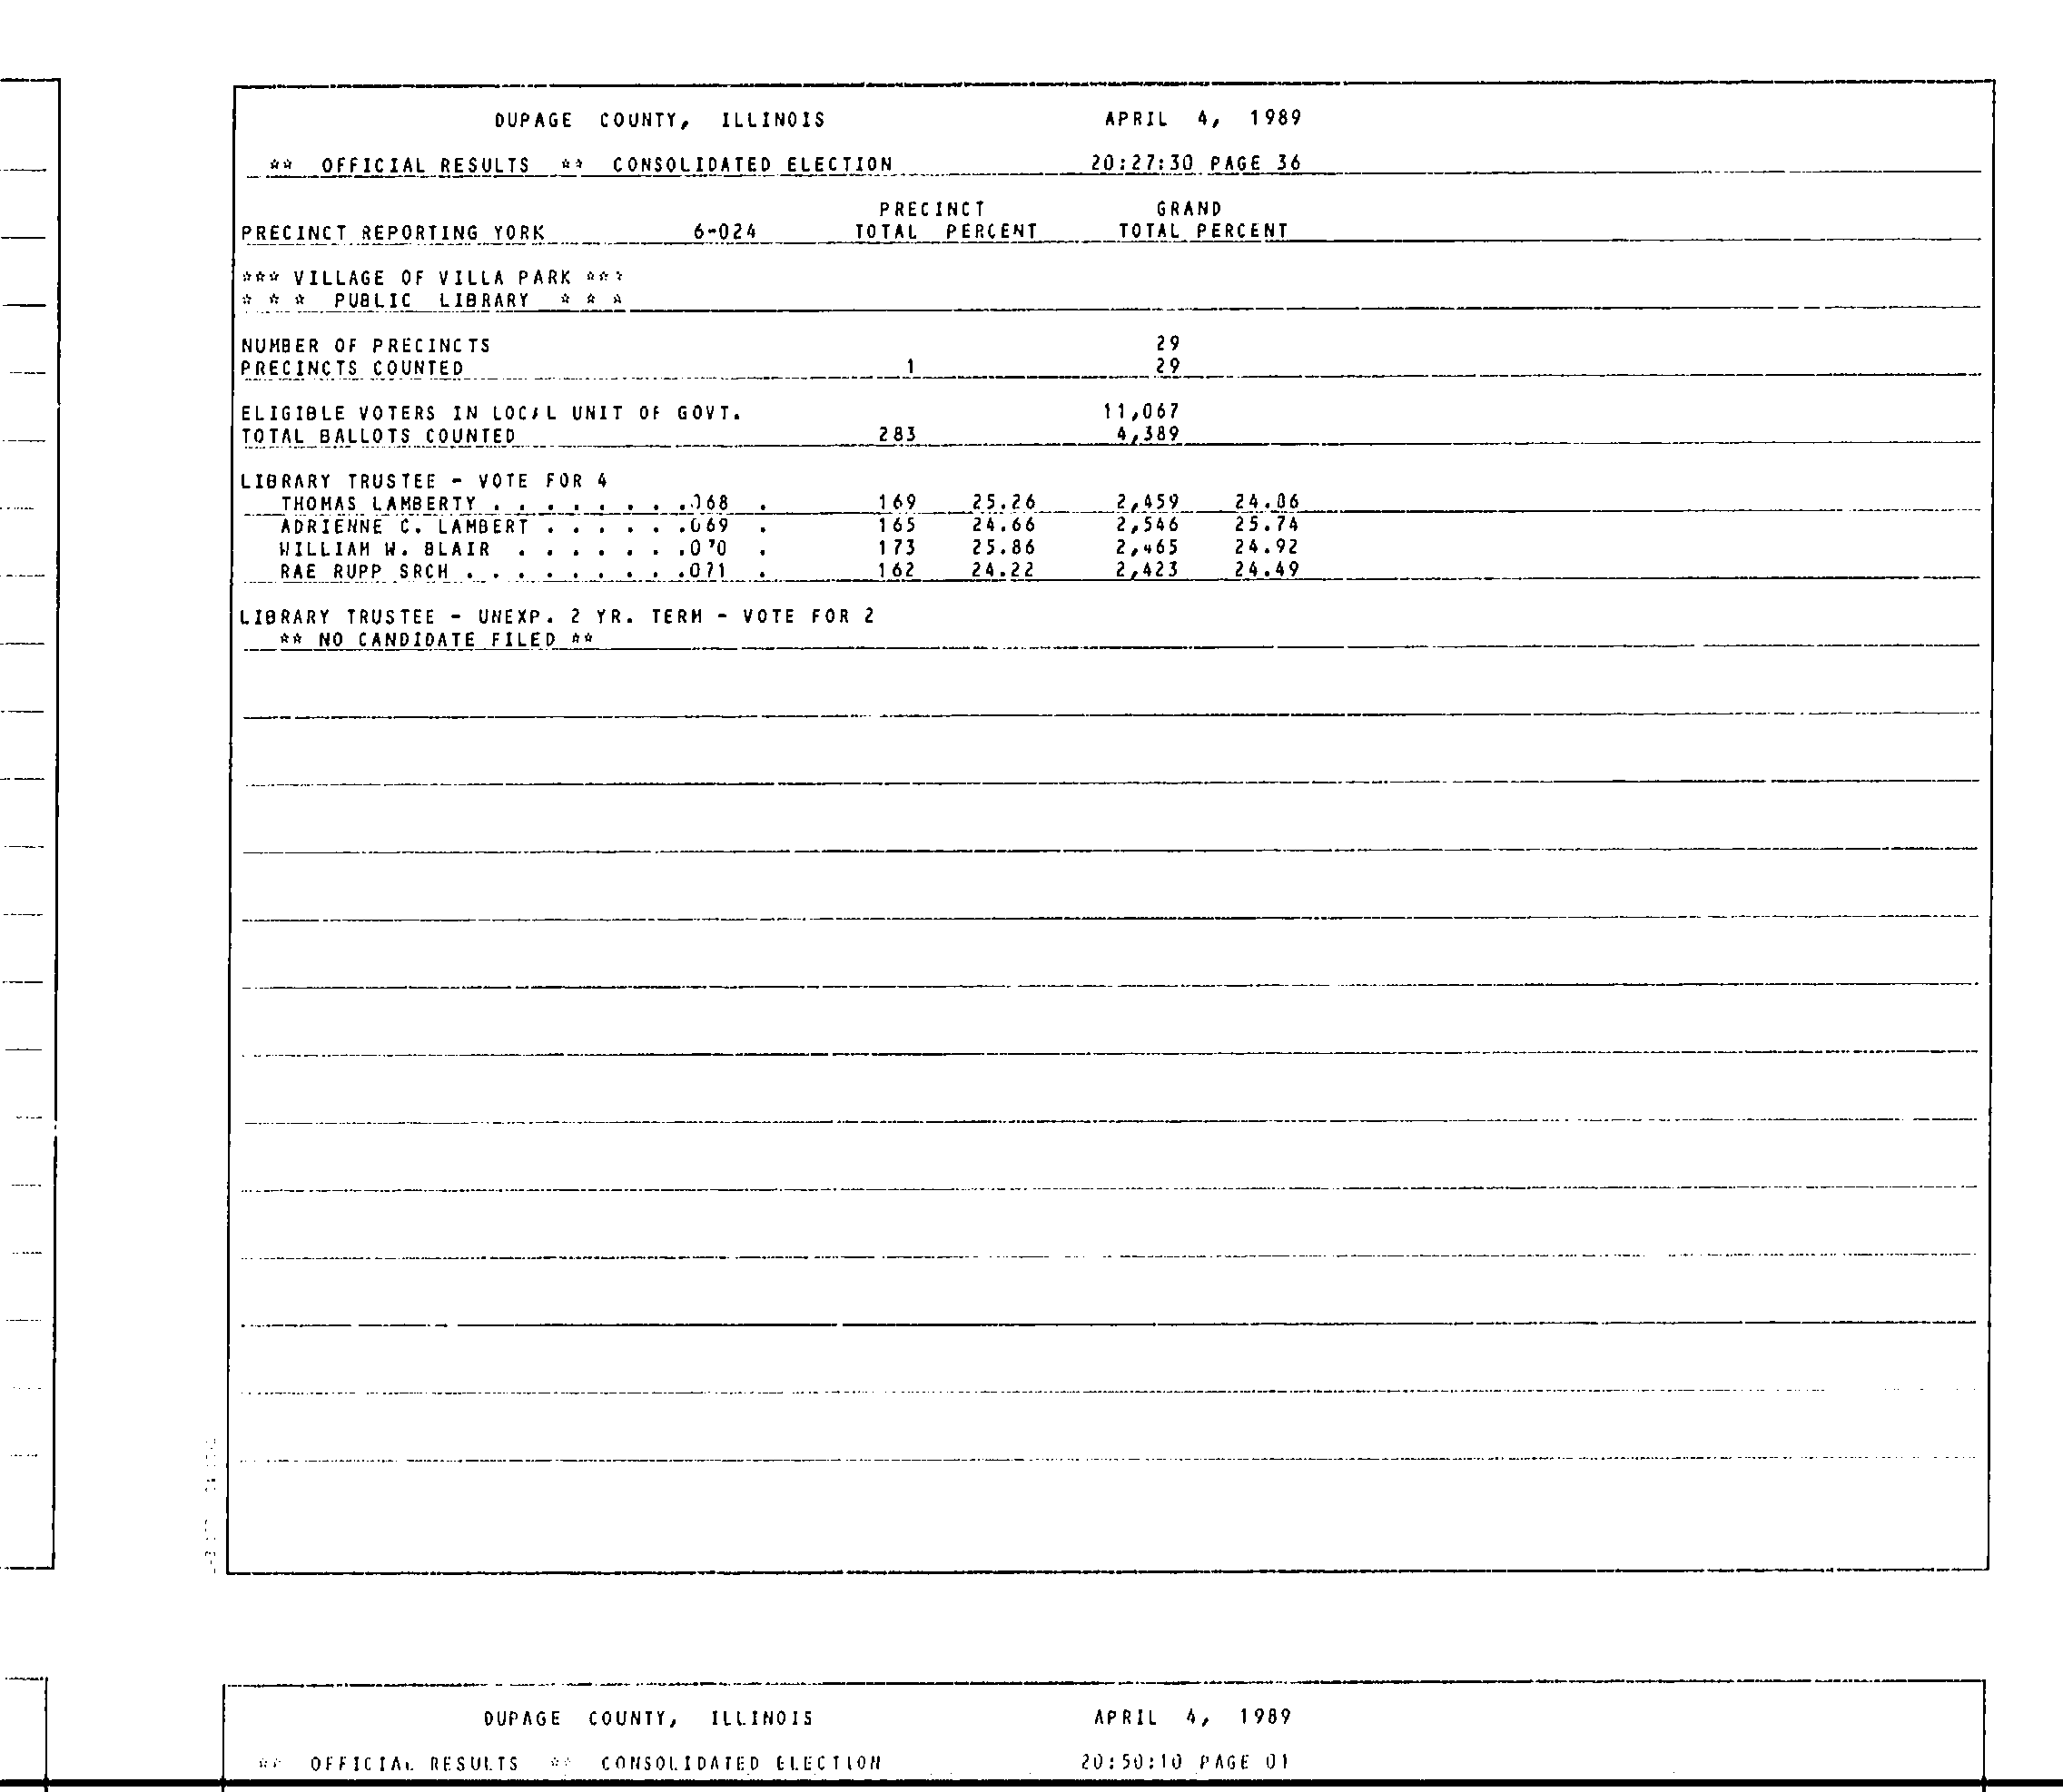 DUPAGE COUNTY, ILLINOIS APRIL 4, 1989
** OFFICIAL RESULTS ** CONSOLIDATED ELECTION 20:27:30 PAGE 36
PRECINCT GRAND
PRECINCT REPORTING YORK 6-024 TOTAL PERCENT TOTAL PERCENT
*** VILLAGE OF VILLA PARK ***
* * * PUBLIC LIBRARY * * *
NUMBER OF PRECINCTS 29
PRECINCTS COUNTED 1 29
ELIGIBLE VOTERS IN LOCAL UNIT OF GOVT. 11,067
TOTAL BALLOTS COUNTED 283 4,389
LIBRARY TRUSTEE - VOTE FOR 4
THOMAS LAMBERTY . . . . . . . .068 . 169 25.26 2,459 24.86
ADRIENNE C. LAMBERT . . . . . .069 . 165 24.66 2,546 25.74
WILLIAM W. BLAIR . . . . . . .070 . 173 25.86 2,465 24.92
RAE RUPP SRCH . . . . . . . . .071 . 162 24.22 2,423 24.49
LIBRARY TRUSTEE - UNEXP. 2 YR. TERM - VOTE FOR 2
** NO CANDIDATE FILED **
DUPAGE COUNTY, ILLINOIS APRIL 4, 1989
** OFFICIAL RESULTS ** CONSOLIDATED ELECTION 20:50:10 PAGE 01